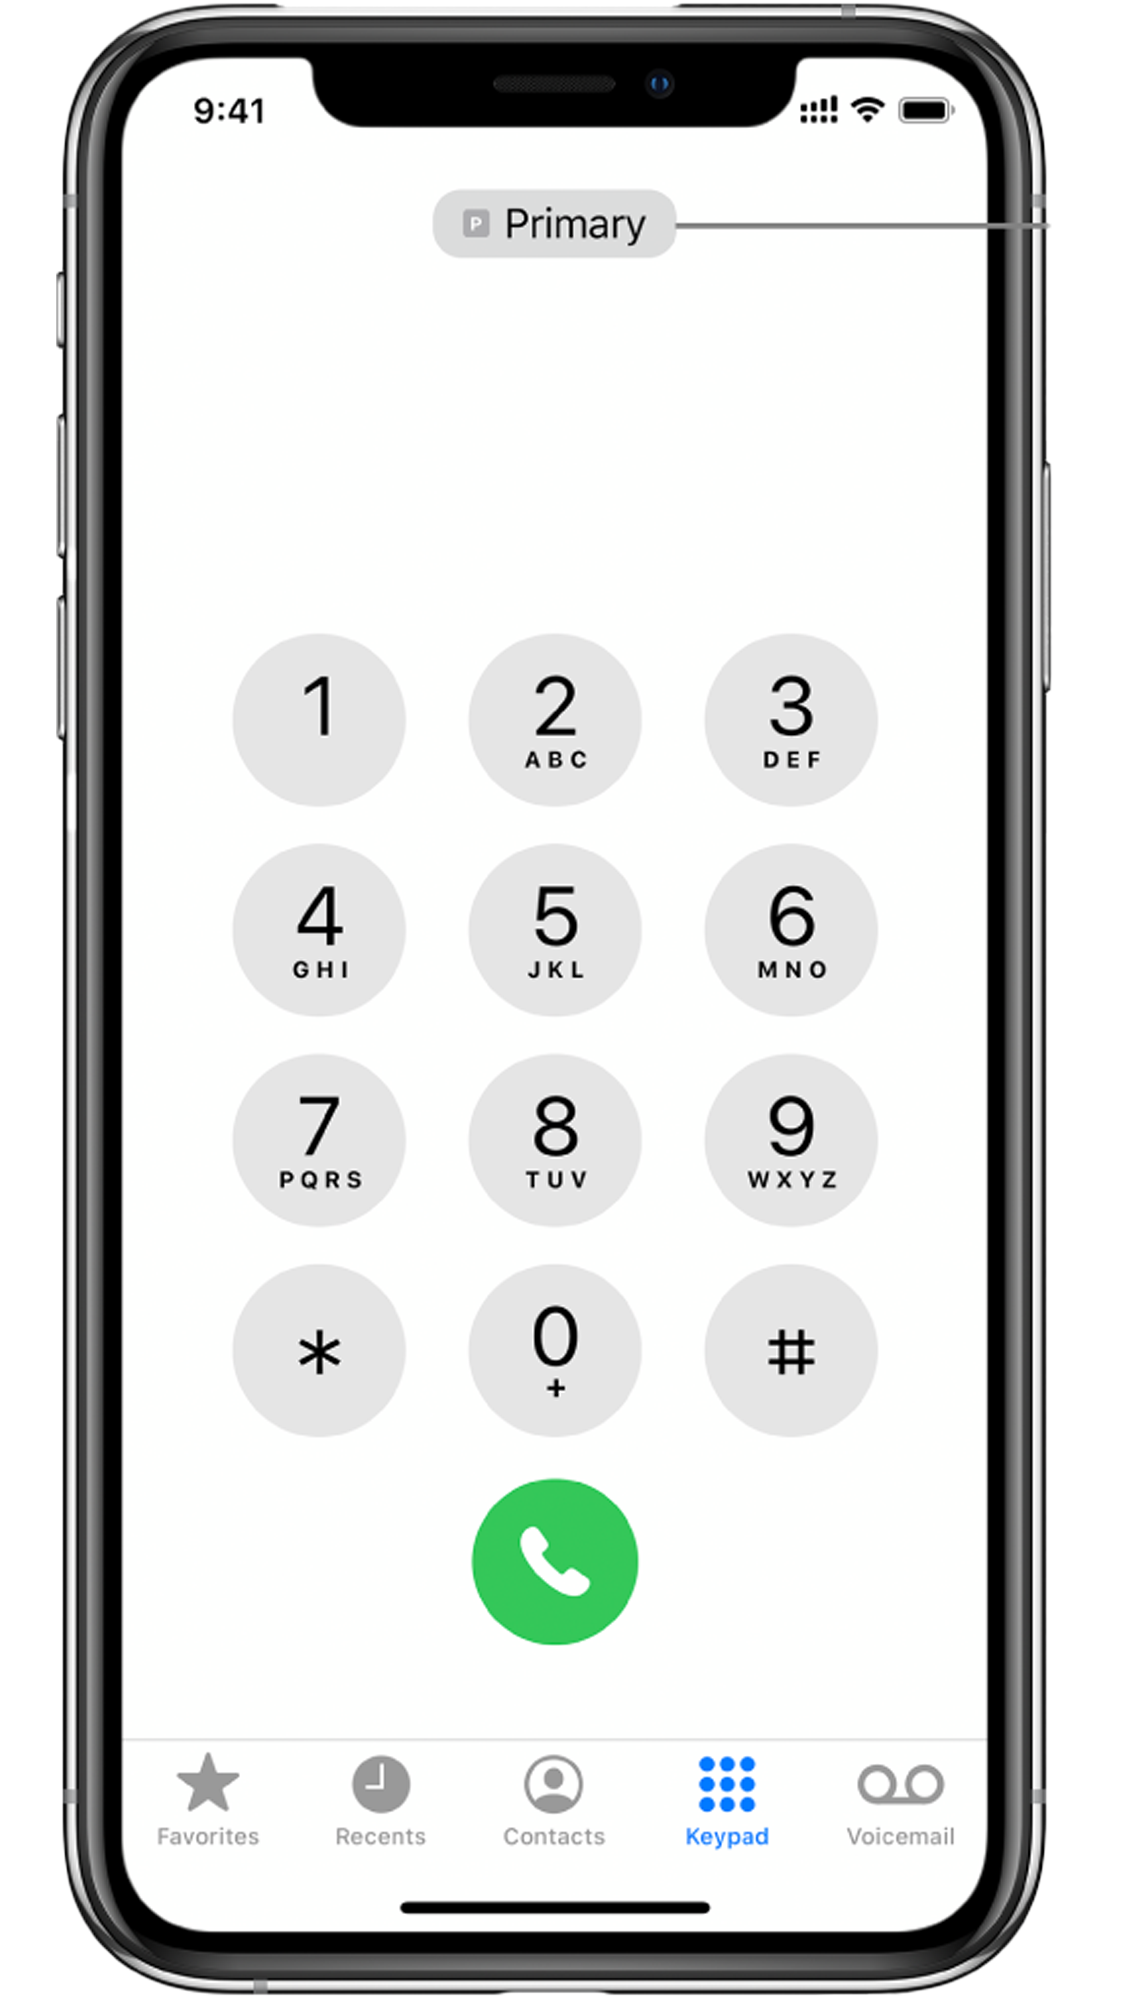 9:41
P Primary
1
2
ABC
3
DEF
4
GHI
5
JKL
6
MNO
7
PQRS
8
TUV
9
WXYZ
*
0
+
#
Favorites
Recents
Contacts
Keypad
Voicemail